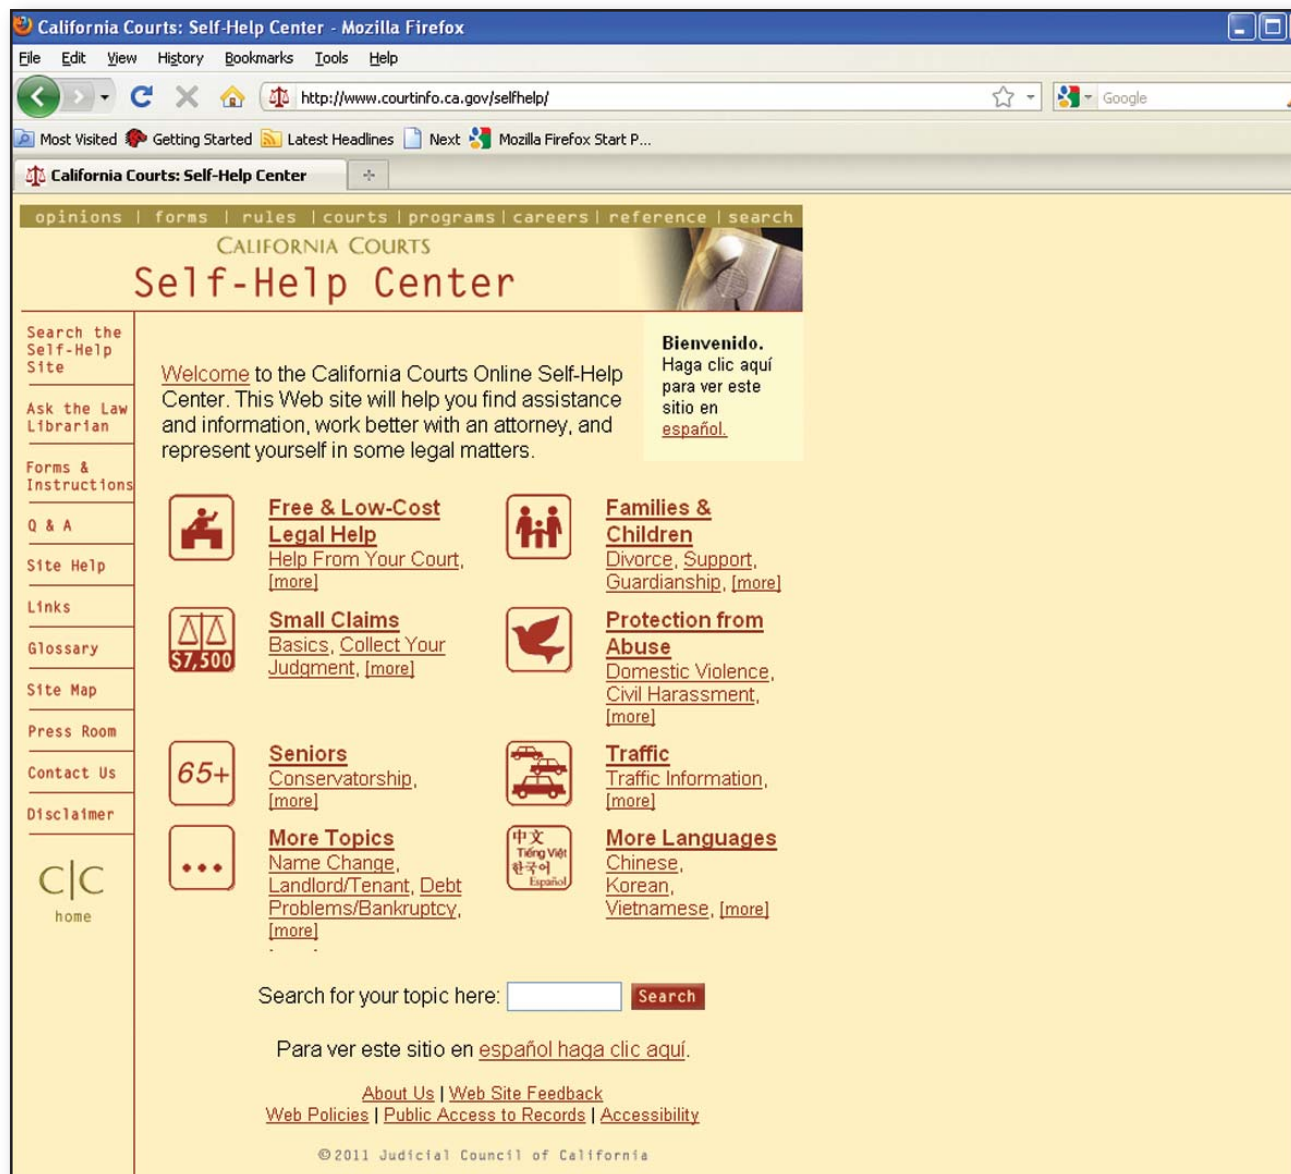 California Courts: Self-Help Center - Mozilla Firefox
File Edit View History Bookmarks Tools Help
http://www.courtinfo.ca.gov/selfhelp/
Google
Most Visited Getting Started Latest Headlines Next Mozilla Firefox Start P...
California Courts: Self-Help Center
opinions | forms | rules | courts | programs | careers | reference | search
CALIFORNIA COURTS
Self-Help Center
Search the
Self-Help
Site
Ask the Law
Librarian
Forms &
Instructions
Q & A
Site Help
Links
Glossary
Site Map
Press Room
Contact Us
Disclaimer
C|C
home
Welcome to the California Courts Online Self-Help
Center. This Web site will help you find assistance
and information, work better with an attorney, and
represent yourself in some legal matters.
Bienvenido.
Haga clic aquí
para ver este
sitio en
español.
Free & Low-Cost
Legal Help
Help From Your Court,
[more]
Families &
Children
Divorce, Support,
Guardianship, [more]
$7,500
Small Claims
Basics, Collect Your
Judgment, [more]
Protection from
Abuse
Domestic Violence,
Civil Harassment,
[more]
65+
Seniors
Conservatorship,
[more]
Traffic
Traffic Information,
[more]
More Topics
Name Change,
Landlord/Tenant, Debt
Problems/Bankruptcy,
[more]
中文
Tiếng Việt
한국어
Español
More Languages
Chinese,
Korean,
Vietnamese, [more]
Search for your topic here: Search
Para ver este sitio en español haga clic aquí.
About Us | Web Site Feedback
Web Policies | Public Access to Records | Accessibility
©2011 Judicial Council of California